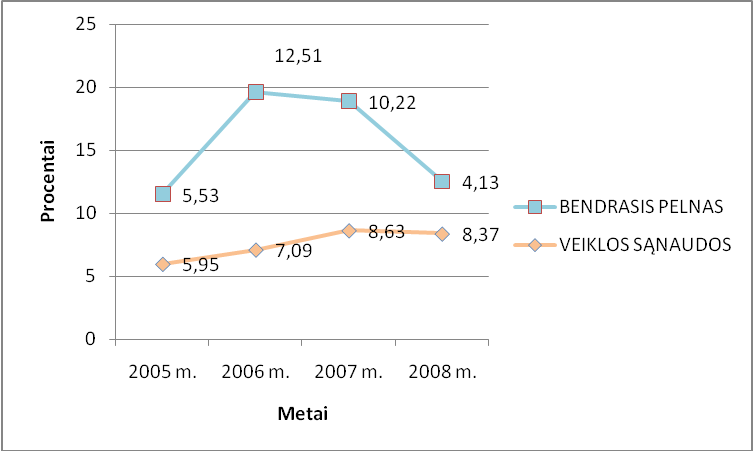 25
12,51
20
10,22
15
5,53
4,13
10
8,63
8,37
7,09
5,95
5
0
Procentai
2005 m. 2006 m. 2007 m. 2008 m.
Metai
BENDRASIS PELNAS
VEIKLOS SĄNAUDOS